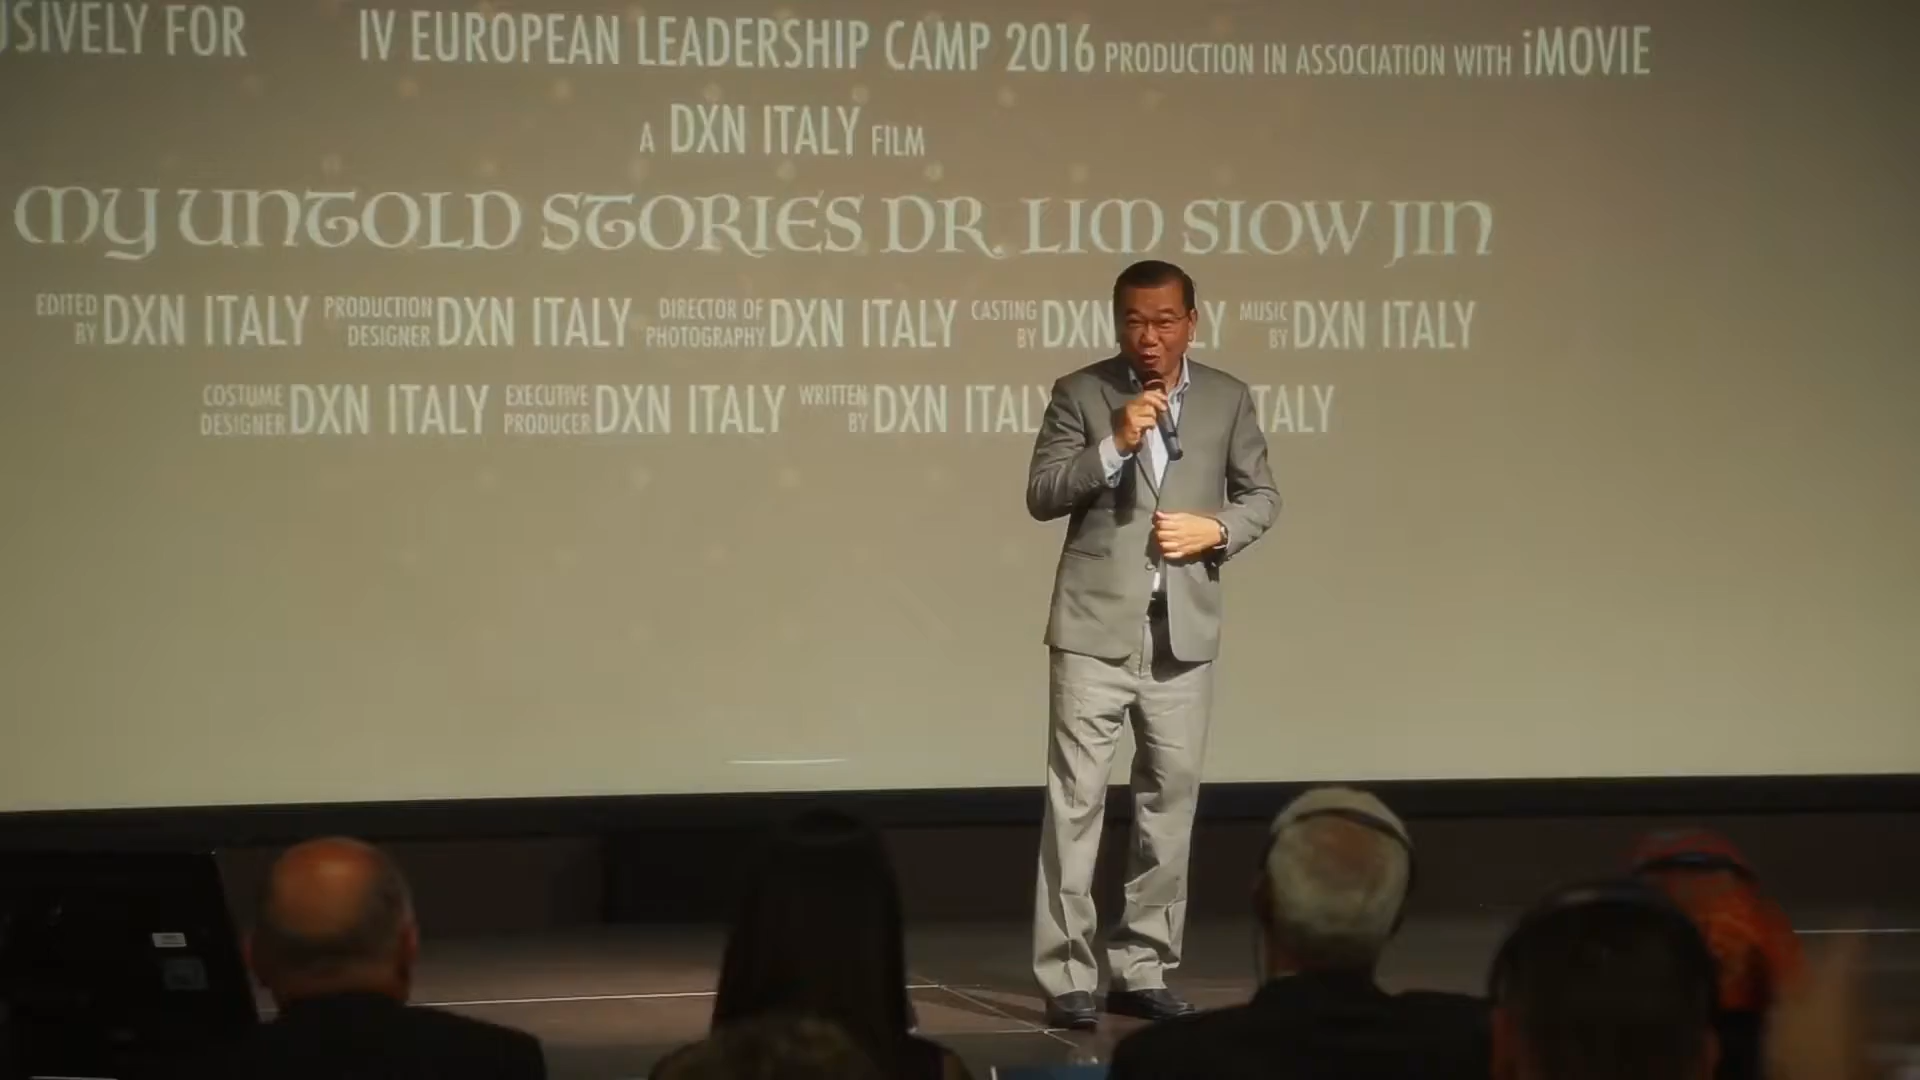 FOR IV EUROPEAN LEADERSHIP CAMP 2016 PRODUCTION IN ASSOCIATION WITH iMOVIE
A DXN ITALY FILM
MY UNTOLD STORIES DR. LIM SIOW JIN
EDITED BY DXN ITALY PRODUCTION DESIGNER DXN ITALY DIRECTOR OF PHOTOGRAPHY DXN ITALY CASTING BY DXN MUSIC BY DXN ITALY
COSTUME DESIGNER DXN ITALY EXECUTIVE PRODUCER DXN ITALY WRITTEN BY DXN